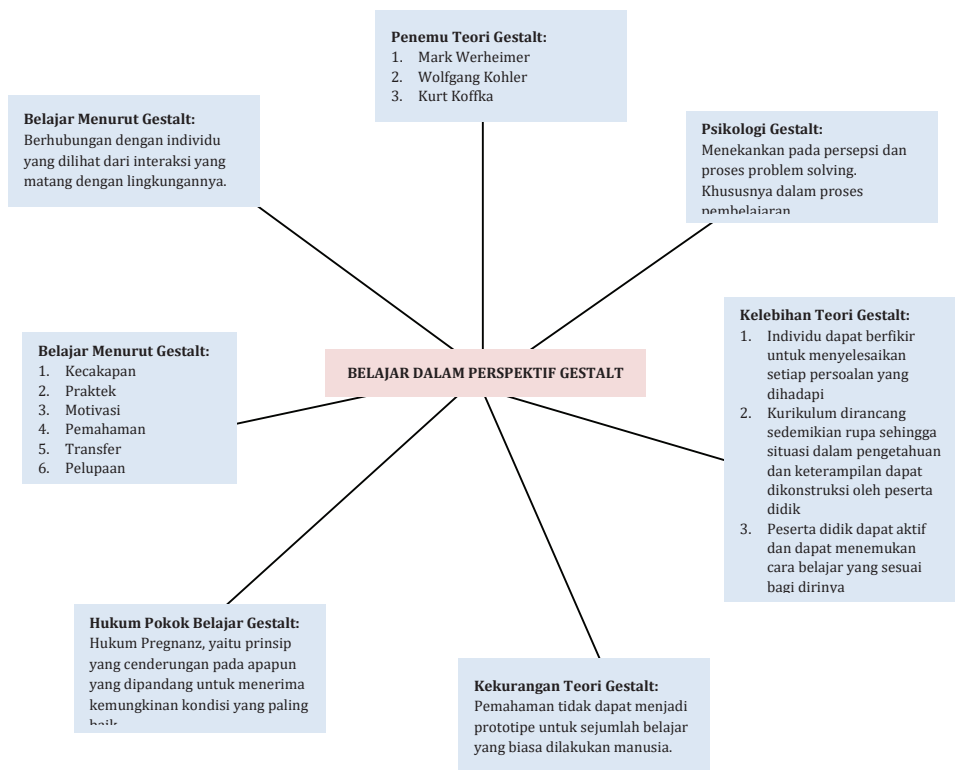 Penemu Teori Gestalt:
1. Mark Werheimer
2. Wolfgang Kohler
3. Kurt Koffka
Belajar Menurut Gestalt:
Berhubungan dengan individu
yang dilihat dari interaksi yang
matang dengan lingkungannya.
Psikologi Gestalt:
Menekankan pada persepsi dan
proses problem solving.
Khususnya dalam proses
pembelajaran
Belajar Menurut Gestalt:
1. Kecakapan
2. Praktek
3. Motivasi
4. Pemahaman
5. Transfer
6. Pelupaan
BELAJAR DALAM PERSPEKTIF GESTALT
Kelebihan Teori Gestalt:
1. Individu dapat berfikir
untuk menyelesaikan
setiap persoalan yang
dihadapi
2. Kurikulum dirancang
sedemikian rupa sehingga
situasi dalam pengetahuan
dan keterampilan dapat
dikonstruksi oleh peserta
didik
3. Peserta didik dapat aktif
dan dapat menemukan
cara belajar yang sesuai
bagi dirinya
Hukum Pokok Belajar Gestalt:
Hukum Pregnanz, yaitu prinsip
yang cenderungan pada apapun
yang dipandang untuk menerima
kemungkinan kondisi yang paling
baik
Kekurangan Teori Gestalt:
Pemahaman tidak dapat menjadi
prototipe untuk sejumlah belajar
yang biasa dilakukan manusia.